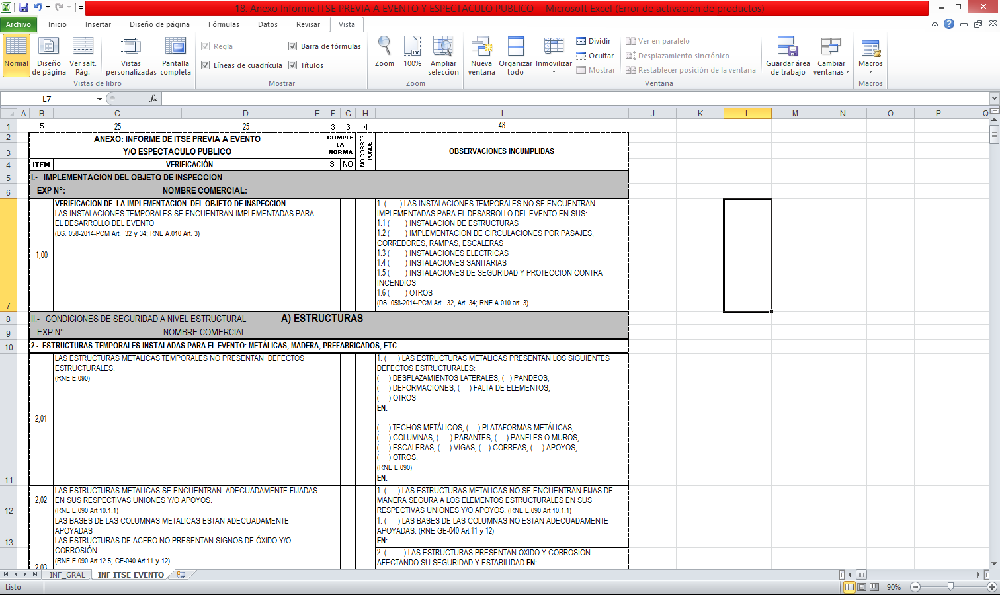 18. Anexo Informe ITSE PREVIA A EVENTO Y ESPECTACULO PUBLICO - Microsoft Excel (Error de activación de productos)
Archivo Inicio Insertar Diseño de página Fórmulas Datos Revisar Vista
Normal
Diseño de página
Ver salt. Pág.
Vistas personalizadas
Pantalla completa
Vistas de libro
Regla
Barra de fórmulas
Líneas de cuadrícula
Títulos
Mostrar
Zoom
100%
Ampliar selección
Zoom
Nueva ventana
Organizar todo
Inmovilizar
Dividir
Ocultar
Mostrar
Ver en paralelo
Desplazamiento sincrónico
Restablecer posición de la ventana
Ventana
Guardar área de trabajo
Cambiar ventanas
Macros
Macros
L7
fx
A B C D E F G H I J K L M N O P Q
1 5 25 25 3 3 4 48
2 ANEXO: INFORME DE ITSE PREVIA A EVENTO
3 Y/O ESPECTACULO PUBLICO
CUMPLE LA NORMA
NO CORRES PONDE
OBSERVACIONES INCUMPLIDAS
4 ITEM VERIFICACIÓN SI NO
5 I.- IMPLEMENTACION DEL OBJETO DE INSPECCION
6 EXP N°: NOMBRE COMERCIAL:
7
1,00
VERIFICACION DE LA IMPLEMENTACION DEL OBJETO DE INSPECCION
LAS INSTALACIONES TEMPORALES SE ENCUENTRAN IMPLEMENTADAS PARA
EL DESARROLLO DEL EVENTO
(DS. 058-2014-PCM Art. 32 y 34; RNE A.010 Art. 3)
1. ( ) LAS INSTALACIONES TEMPORALES NO SE ENCUENTRAN
IMPLEMENTADAS PARA EL DESARROLLO DEL EVENTO EN SUS:
1.1 ( ) INSTALACION DE ESTRUCTURAS
1.2 ( ) IMPLEMENTACION DE CIRCULACIONES POR PASAJES,
CORREDORES, RAMPAS, ESCALERAS
1.3 ( ) INSTALACIONES ELECTRICAS
1.4 ( ) INSTALACIONES SANITARIAS
1.5 ( ) INSTALACIONES DE SEGURIDAD Y PROTECCION CONTRA
INCENDIOS
1.6 ( ) OTROS
(DS. 058-2014-PCM Art. 32, Art. 34; RNE A.010 art. 3)
8 II.- CONDICIONES DE SEGURIDAD A NIVEL ESTRUCTURAL A) ESTRUCTURAS
9 EXP N°: NOMBRE COMERCIAL:
10 2.- ESTRUCTURAS TEMPORALES INSTALADAS PARA EL EVENTO: METÁLICAS, MADERA, PREFABRICADOS, ETC.
11
2,01
LAS ESTRUCTURAS METALICAS TEMPORALES NO PRESENTAN DEFECTOS
ESTRUCTURALES.
(RNE E.090)
1. ( ) LAS ESTRUCTURAS METALICAS PRESENTAN LOS SIGUIENTES
DEFECTOS ESTRUCTURALES:
( ) DESPLAZAMIENTOS LATERALES, ( ) PANDEOS,
( ) DEFORMACIONES, ( ) FALTA DE ELEMENTOS,
( ) OTROS
EN:
( ) TECHOS METÁLICOS, ( ) PLATAFORMAS METÁLICAS,
( ) COLUMNAS, ( ) PARANTES, ( ) PANELES O MUROS,
( ) ESCALERAS, ( ) VIGAS, ( ) CORREAS, ( ) APOYOS,
( ) OTROS.
(RNE E.090)
EN:
12
2,02
LAS ESTRUCTURAS METALICAS SE ENCUENTRAN ADECUADAMENTE FIJADAS
EN SUS RESPECTIVAS UNIONES Y/O APOYOS.
(RNE E.090 Art 10.1.1)
1. ( ) LAS ESTRUCTURAS METALICAS NO SE ENCUENTRAN FIJAS DE
MANERA SEGURA A LOS ELEMENTOS ESTRUCTURALES EN SUS
RESPECTIVAS UNIONES Y/O APOYOS. (RNE E.090 Art 10.1.1)
13
2,03
LAS BASES DE LAS COLUMNAS METALICAS ESTAN ADECUADAMENTE
APOYADAS
LAS ESTRUCTURAS DE ACERO NO PRESENTAN SIGNOS DE ÓXIDO Y/O
CORROSIÓN.
(RNE E.090 Art 12.5; GE-040 Art 11 y 12)
1. ( ) LAS BASES DE LAS COLUMNAS NO ESTAN ADECUADAMENTE
APOYADAS. (RNE GE-040 Art 11 y 12)
EN:
2. ( ) LAS ESTRUCTURAS PRESENTAN OXIDO Y CORROSION
AFECTANDO SU SEGURIDAD Y ESTABILIDAD EN:
INF_GRAL INF ITSE EVENTO
Listo
90%